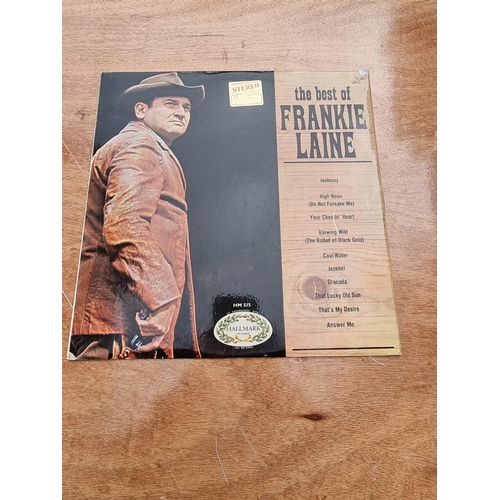 STEREO
the best of
FRANKIE
LAINE
Jealousy
High Noon
(Do Not Forsake Me)
Your Cheatin' Heart
Blowing Wild
(The Ballad of Black Gold)
Cool Water
Jezebel
Granada
That Lucky Old Sun
That's My Desire
Answer Me
HM 515
HALLMARK